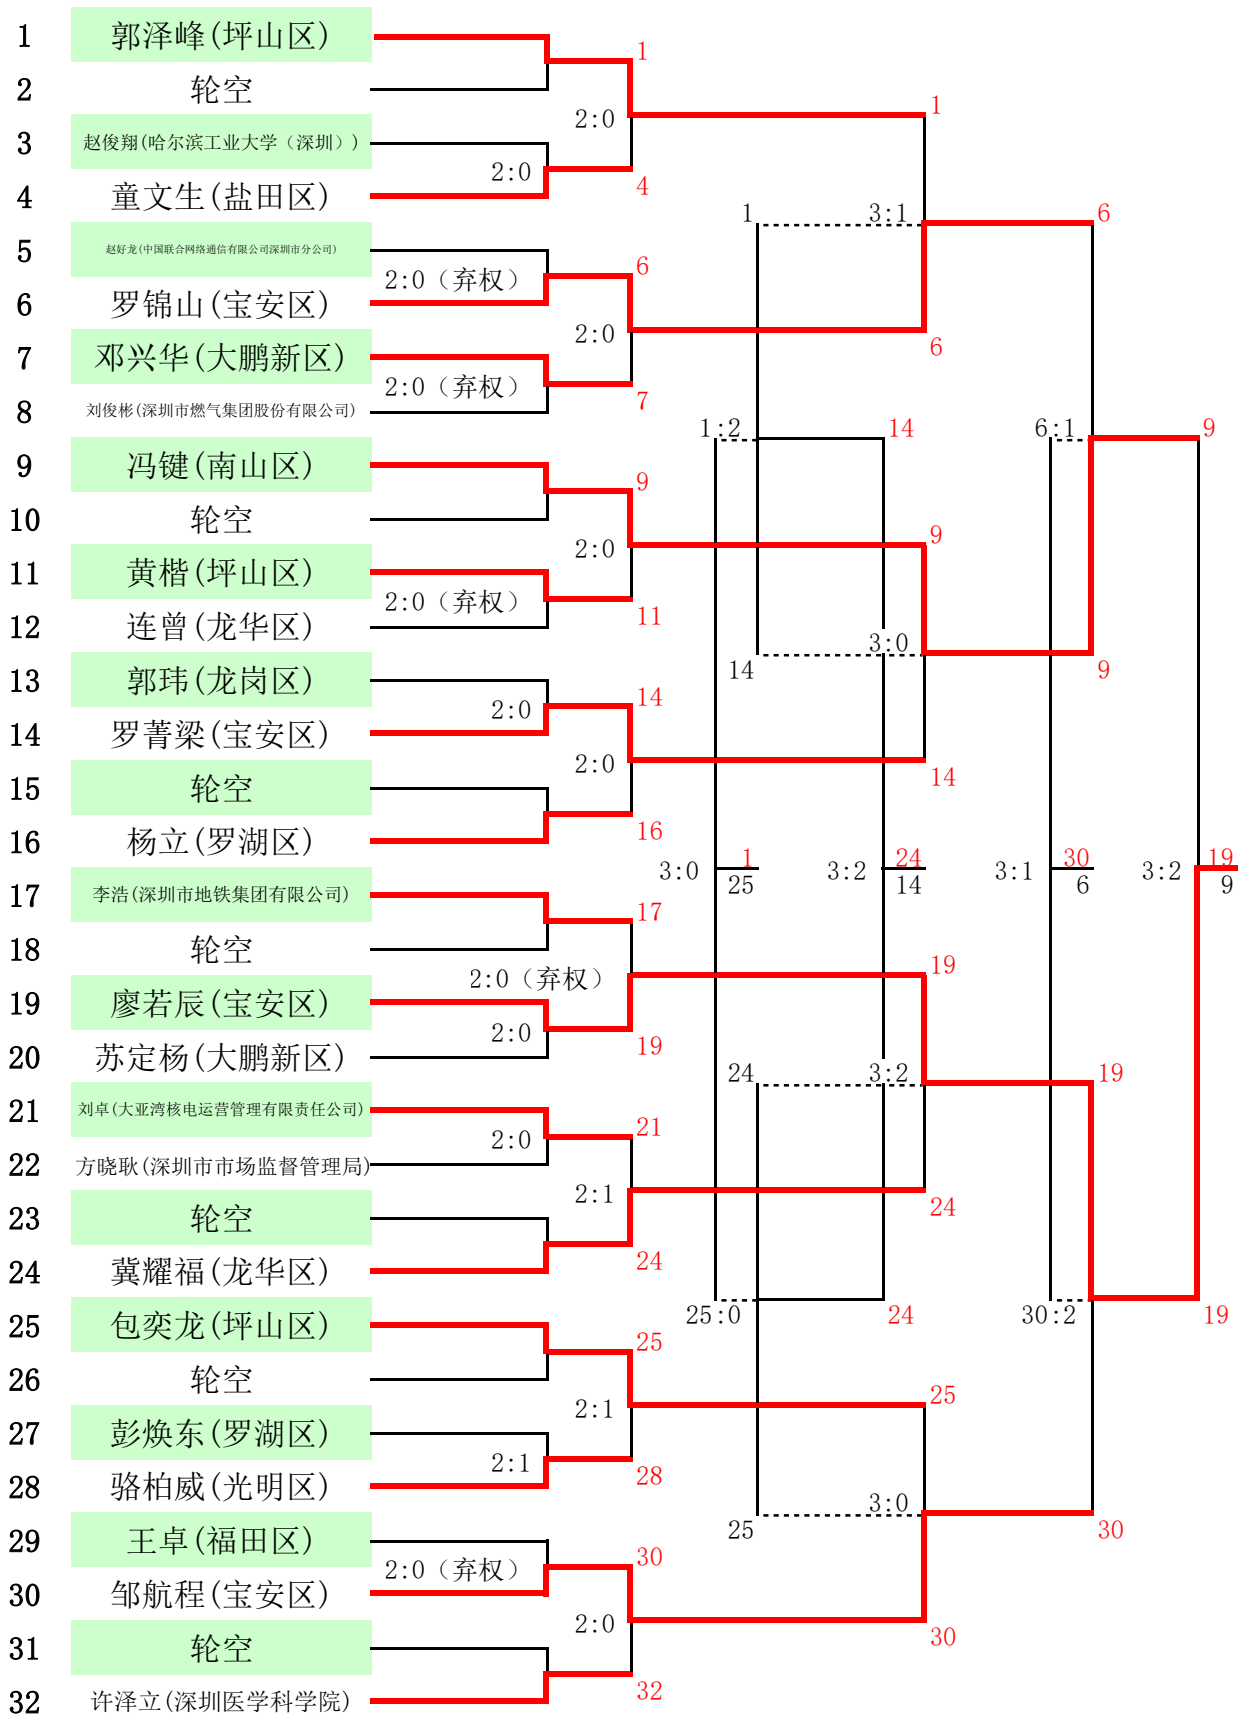 1 郭泽峰(坪山区)
1
2 轮空
2:0
1
3 赵俊翔(哈尔滨工业大学（深圳）)
2:0
4 童文生(盐田区)
4
1
3:1
6
5 赵好龙(中国联合网络通信有限公司深圳市分公司)
2:0（弃权）
6
6 罗锦山(宝安区)
2:0
6
7 邓兴华(大鹏新区)
2:0（弃权）
7
8 刘俊彬(深圳市燃气集团股份有限公司)
1:2
14
6:1
9
9 冯键(南山区)
9
10 轮空
2:0
9
11 黄楷(坪山区)
2:0（弃权）
11
12 连曾(龙华区)
3:0
14
9
13 郭玮(龙岗区)
2:0
14
14 罗菁梁(宝安区)
2:0
14
15 轮空
16 杨立(罗湖区)
16
3:0
1
25
3:2
24
14
3:1
30
6
3:2
19
9
17 李浩(深圳市地铁集团有限公司)
17
18 轮空
2:0（弃权）
19
19 廖若辰(宝安区)
2:0
19
20 苏定杨(大鹏新区)
24
3:2
19
21 刘卓(大亚湾核电运营管理有限责任公司)
2:0
21
22 方晓耿(深圳市市场监督管理局)
2:1
24
23 轮空
24 冀耀福(龙华区)
24
25:0
24
30:2
19
25 包奕龙(坪山区)
25
26 轮空
2:1
25
27 彭焕东(罗湖区)
2:1
28 骆柏威(光明区)
28
3:0
25
30
29 王卓(福田区)
2:0（弃权）
30
30 邹航程(宝安区)
2:0
30
31 轮空
32 许泽立(深圳医学科学院)
32